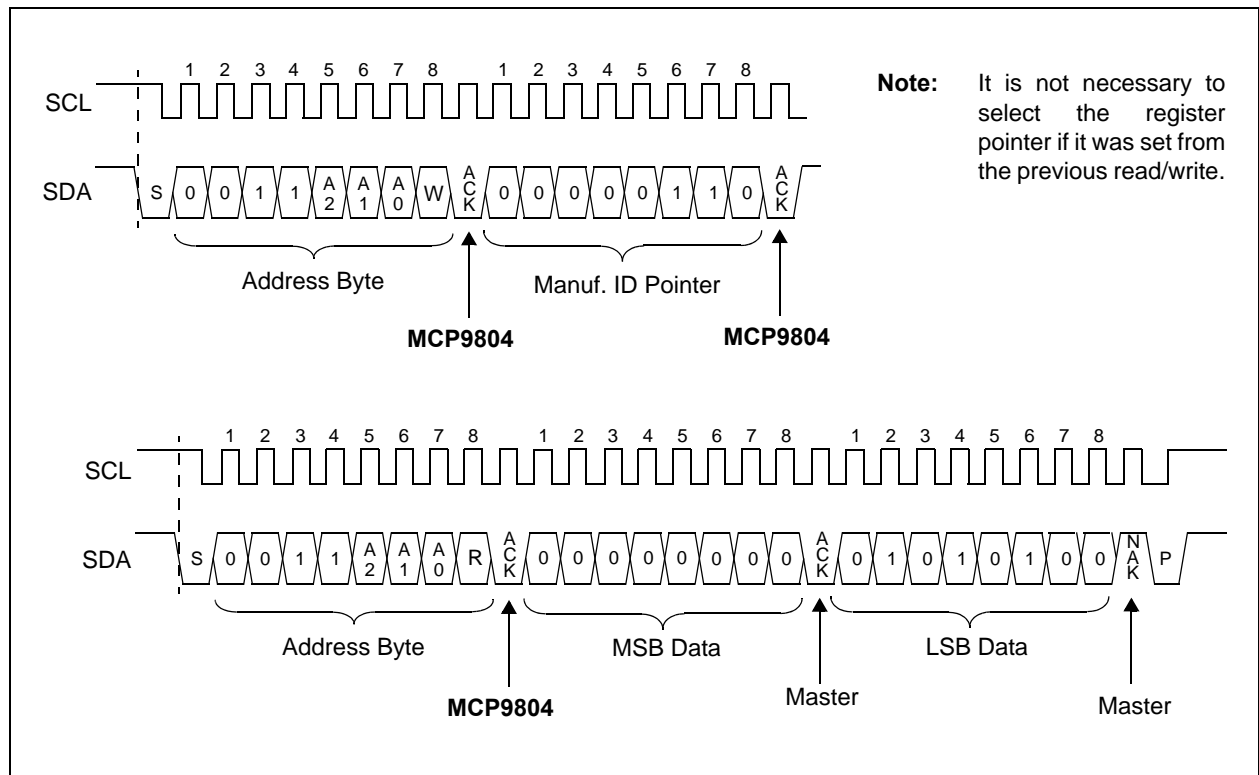 1 2 3 4 5 6 7 8 1 2 3 4 5 6 7 8
SCL
SDA
S 0 0 1 1 A2 A1 A0 W ACK 0 0 0 0 0 1 1 0 ACK
Address Byte Manuf. ID Pointer
MCP9804 MCP9804
Note: It is not necessary to
select the register
pointer if it was set from
the previous read/write.
1 2 3 4 5 6 7 8 1 2 3 4 5 6 7 8 1 2 3 4 5 6 7 8
SCL
SDA
S 0 0 1 1 A2 A1 A0 R ACK 0 0 0 0 0 0 0 0 ACK 0 1 0 1 0 1 0 0 NAK P
Address Byte MSB Data LSB Data
MCP9804 Master Master